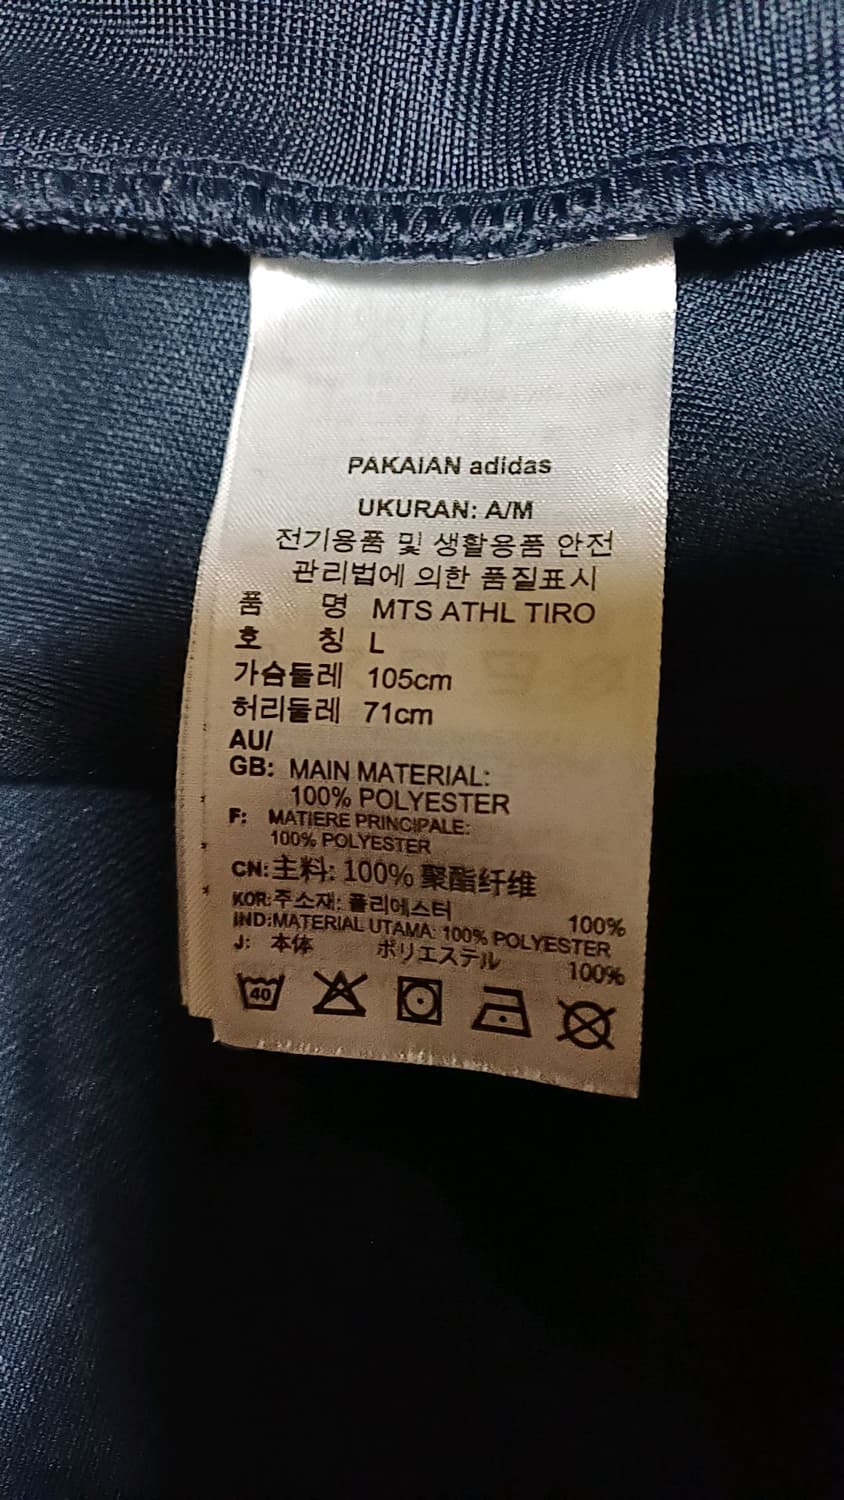 PAKAIAN adidas
UKURAN: A/M
전기용품 및 생활용품 안전
관리법에 의한 품질표시
품 명 MTS ATHL TIRO
호 칭 L
가슴둘레 105cm
허리둘레 71cm
AU/
GB: MAIN MATERIAL:
100% POLYESTER
F: MATIERE PRINCIPALE:
100% POLYESTER
CN: 主料: 100% 聚酯纤维
KOR: 주소재: 폴리에스터 100%
IND: MATERIAL UTAMA: 100% POLYESTER
J: 本体 ポリエステル 100%
40